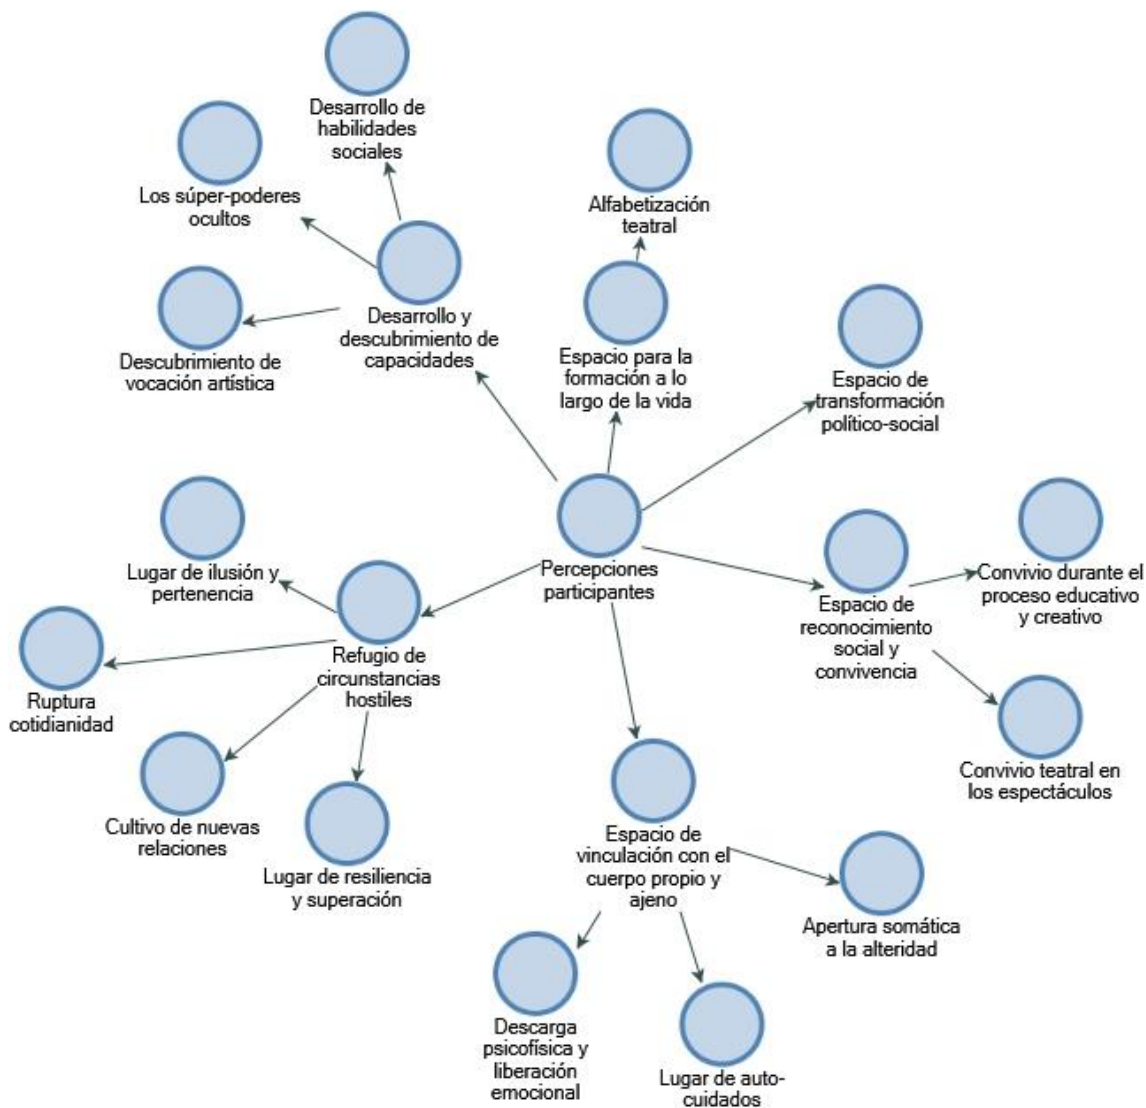 Desarrollo de
habilidades
sociales
Los súper-poderes
ocultos
Alfabetización
teatral
Desarrollo y
descubrimiento de
capacidades
Descubrimiento de
vocación artística
Espacio para la
formación a lo
largo de la vida
Espacio de
transformación
político-social
Percepciones
participantes
Lugar de ilusión y
pertenencia
Refugio de
circunstancias
hostiles
Ruptura
cotidianidad
Cultivo de nuevas
relaciones
Lugar de resiliencia
y superación
Espacio de
reconocimiento
social y
convivencia
Convivio durante el
proceso educativo
y creativo
Convivio teatral en
los espectáculos
Espacio de
vinculación con el
cuerpo propio y
ajeno
Apertura somática
a la alteridad
Descarga
psicofísica y
liberación
emocional
Lugar de auto-
cuidados